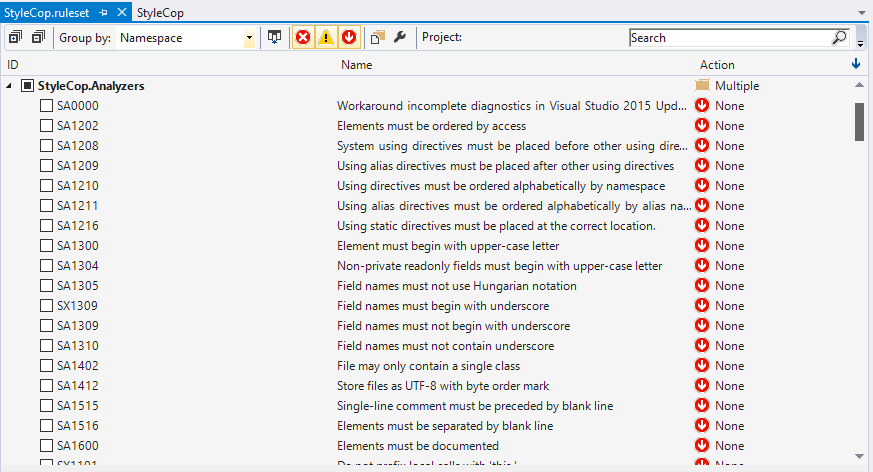 StyleCop.ruleset StyleCop
Group by: Namespace Project: Search
ID Name Action
StyleCop.Analyzers Multiple
SA0000 Workaround incomplete diagnostics in Visual Studio 2015 Upd... None
SA1202 Elements must be ordered by access None
SA1208 System using directives must be placed before other using dire... None
SA1209 Using alias directives must be placed after other using directives None
SA1210 Using directives must be ordered alphabetically by namespace None
SA1211 Using alias directives must be ordered alphabetically by alias na... None
SA1216 Using static directives must be placed at the correct location. None
SA1300 Element must begin with upper-case letter None
SA1304 Non-private readonly fields must begin with upper-case letter None
SA1305 Field names must not use Hungarian notation None
SX1309 Field names must begin with underscore None
SA1309 Field names must not begin with underscore None
SA1310 Field names must not contain underscore None
SA1402 File may only contain a single class None
SA1412 Store files as UTF-8 with byte order mark None
SA1515 Single-line comment must be preceded by blank line None
SA1516 Elements must be separated by blank line None
SA1600 Elements must be documented None
SX1101 Do not prefix local calls with 'this.' None